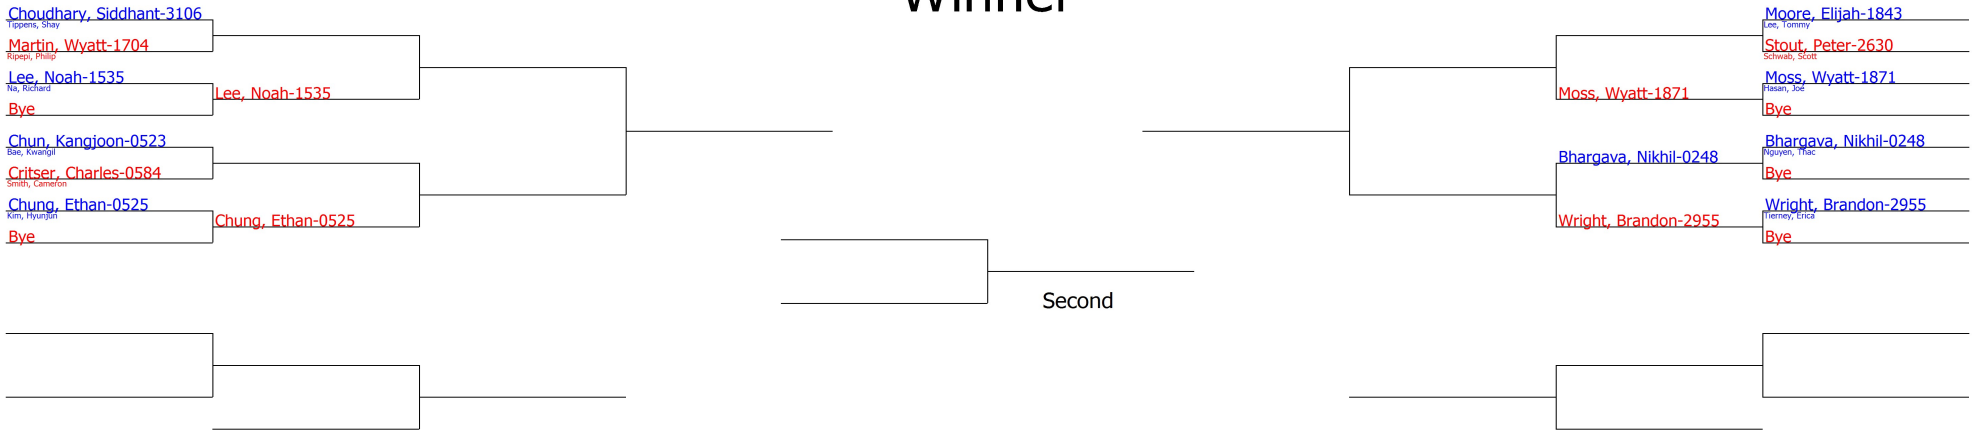 Winner
Choudhary, Siddhant-3106
Tippens, Shay
Martin, Wyatt-1704
Ripepi, Philip
Lee, Noah-1535
Na, Richard
Bye
Lee, Noah-1535
Chun, Kangjoon-0523
Bae, Kwangil
Critser, Charles-0584
Smith, Cameron
Chung, Ethan-0525
Kim, Hyunjun
Bye
Chung, Ethan-0525
Second
Moss, Wyatt-1871
Bhargava, Nikhil-0248
Wright, Brandon-2955
Moore, Elijah-1843
Lee, Tommy
Stout, Peter-2630
Schwab, Scott
Moss, Wyatt-1871
Hasan, Joe
Bye
Bhargava, Nikhil-0248
Nguyen, Thac
Bye
Wright, Brandon-2955
Tierney, Erica
Bye